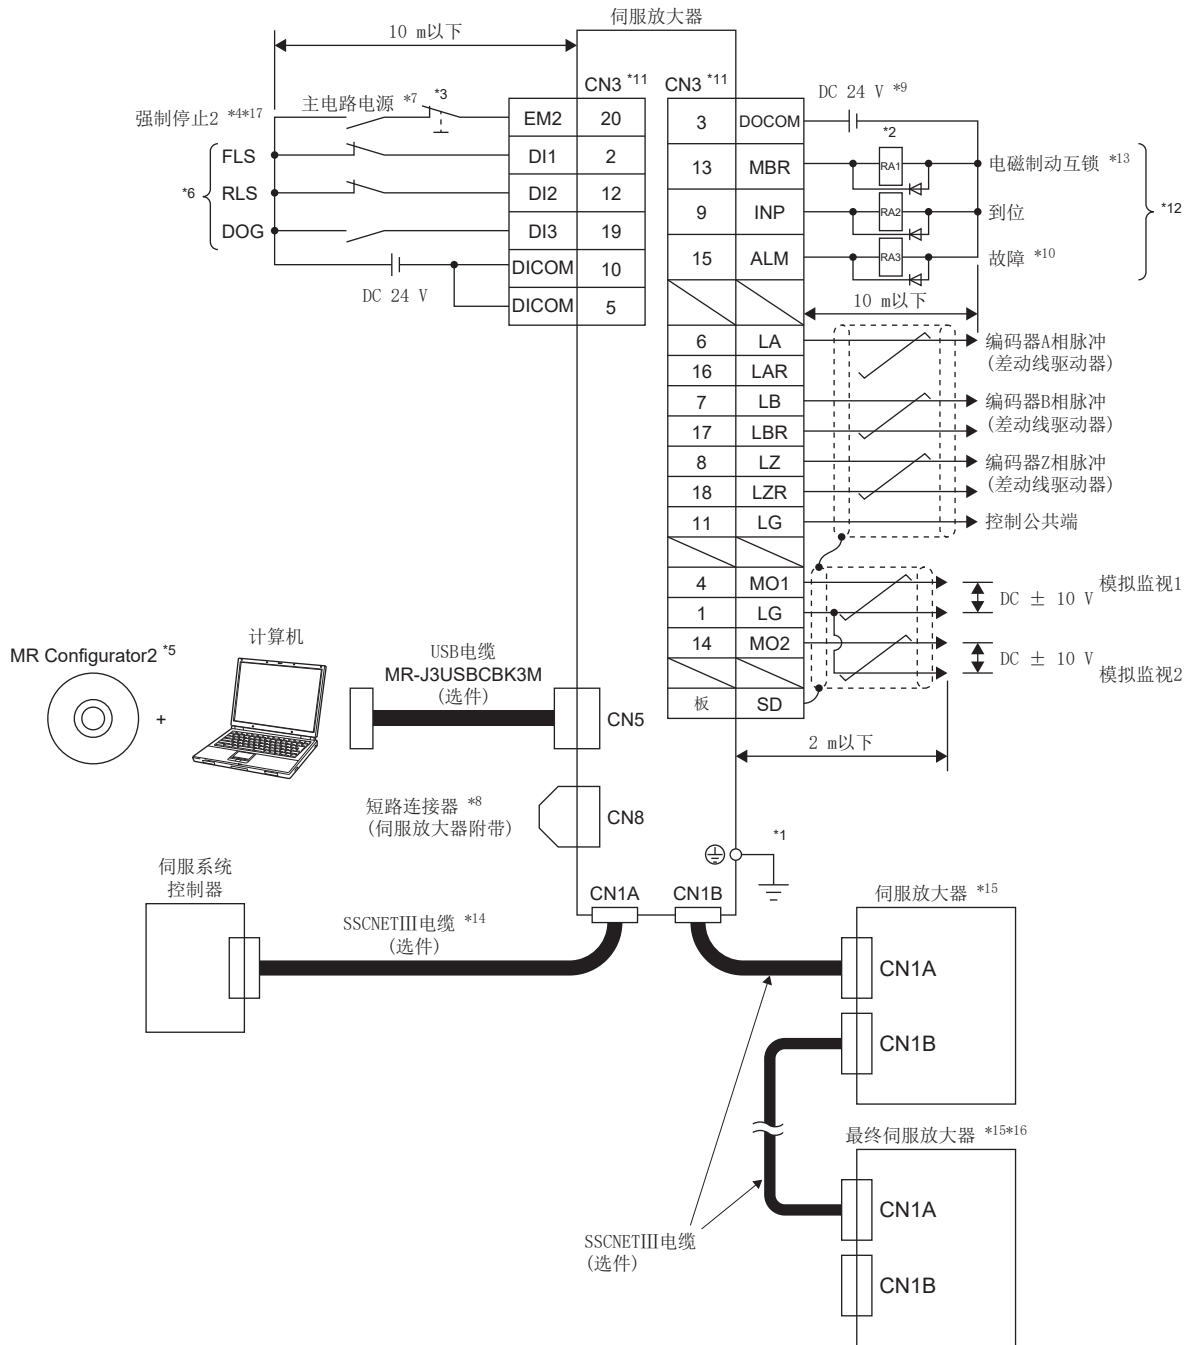 伺服放大器
10 m以下
CN3 *11
CN3 *11
强制停止2 *4*17
主电路电源 *7
*3
EM2 20
FLS
DI1 2
*6
RLS
DI2 12
DOG
DI3 19
DICOM 10
DC 24 V
DICOM 5
DC 24 V *9
3 DOCOM
*2
13 MBR
RA1
电磁制动互锁 *13
*12
9 INP
RA2
到位
15 ALM
RA3
故障 *10
10 m以下
6 LA
编码器A相脉冲
(差动线驱动器)
16 LAR
7 LB
编码器B相脉冲
(差动线驱动器)
17 LBR
8 LZ
编码器Z相脉冲
(差动线驱动器)
18 LZR
11 LG
控制公共端
4 MO1
模拟监视1
DC ± 10 V
1 LG
14 MO2
DC ± 10 V
模拟监视2
板 SD
2 m以下
MR Configurator2 *5
+
计算机
USB电缆
MR-J3USBCBK3M
(选件)
CN5
短路连接器 *8
(伺服放大器附带)
CN8
*1
伺服系统
控制器
CN1A
CN1B
SSCNETⅢ电缆 *14
(选件)
伺服放大器 *15
CN1A
CN1B
最终伺服放大器 *15*16
CN1A
SSCNETⅢ电缆
(选件)
CN1B